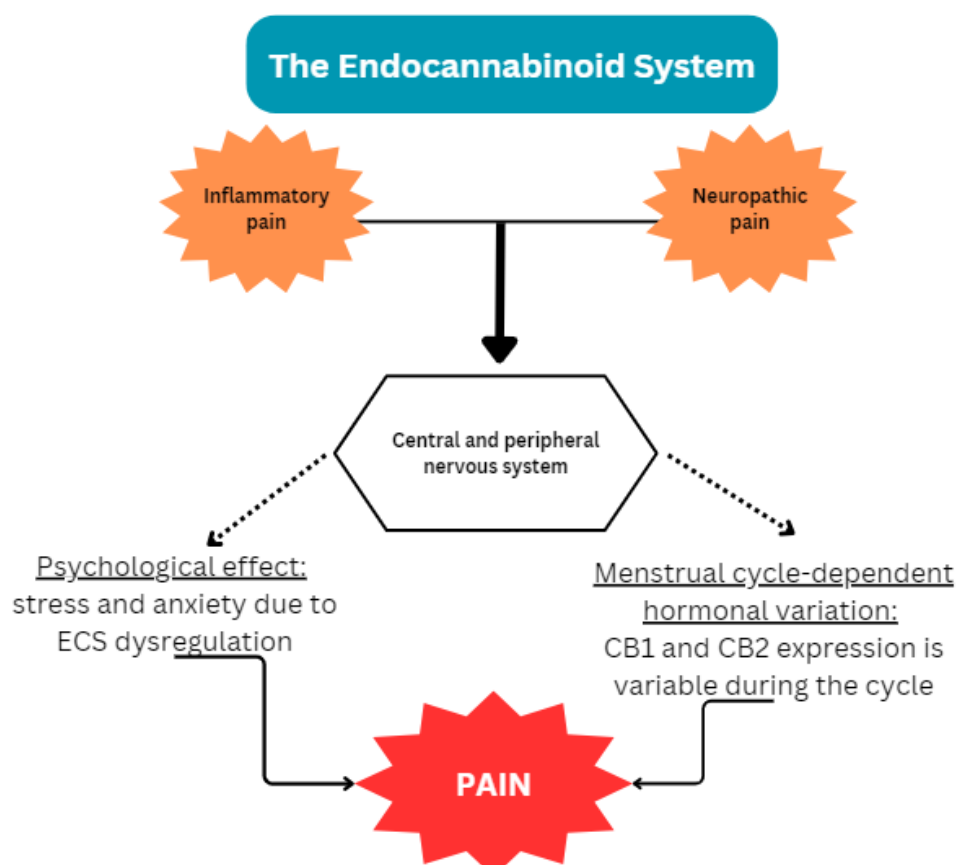 The Endocannabinoid System
Inflammatory
pain
Neuropathic
pain
Central and peripheral
nervous system
Psychological effect:
stress and anxiety due to
ECS dysregulation
Menstrual cycle-dependent
hormonal variation:
CB1 and CB2 expression is
variable during the cycle
PAIN